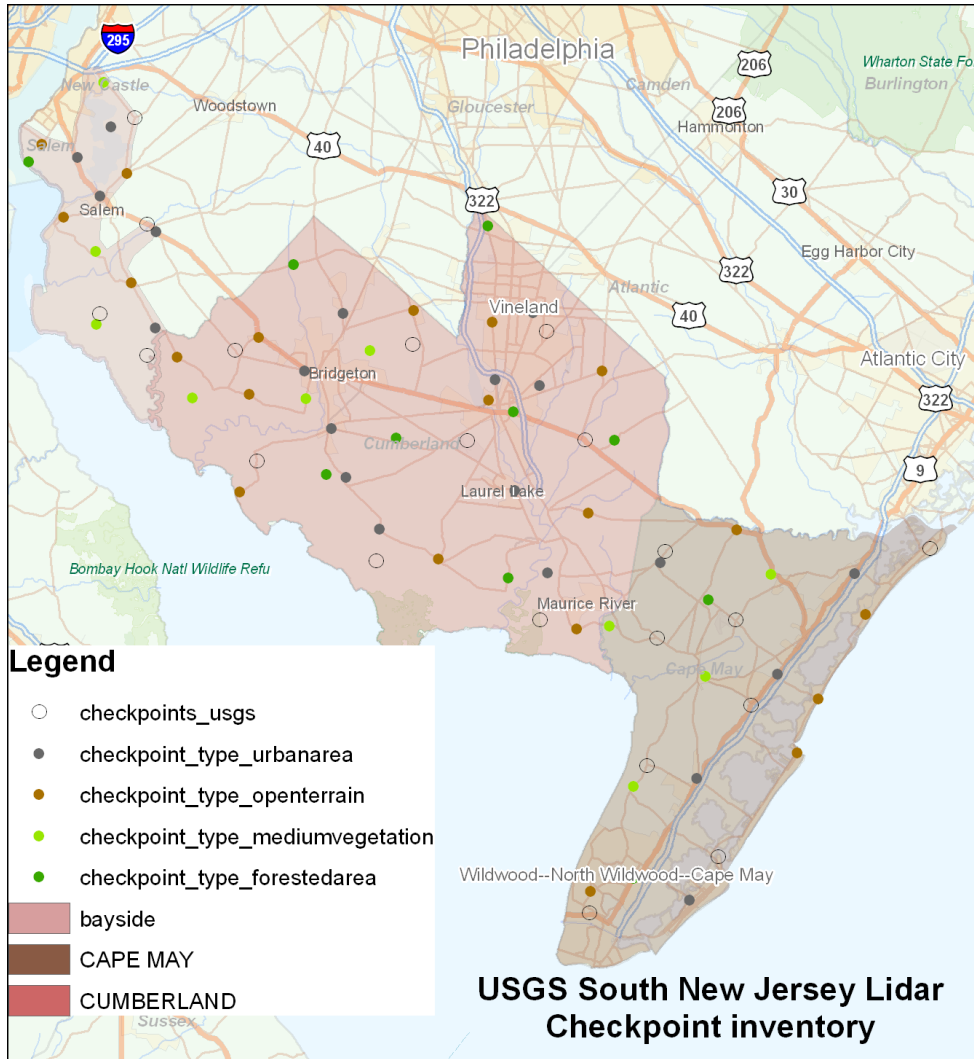 295
Philadelphia
206
Wharton State Fo
New Castle
Camden
Burlington
Woodstown
Gloucester
206
Hammonton
Salem
40
30
322
Salem
Egg Harbor City
322
Atlantic
Vineland
40
Atlantic City
Bridgeton
322
Cumberland
9
Laurel Lake
Bombay Hook Natl Wildlife Refu
Maurice River
Cape May
Legend
checkpoints_usgs
checkpoint_type_urbanarea
checkpoint_type_openterrain
checkpoint_type_mediumvegetation
checkpoint_type_forestedarea
bayside
CAPE MAY
CUMBERLAND
Wildwood--North Wildwood--Cape May
USGS South New Jersey Lidar
Checkpoint inventory
Sussex